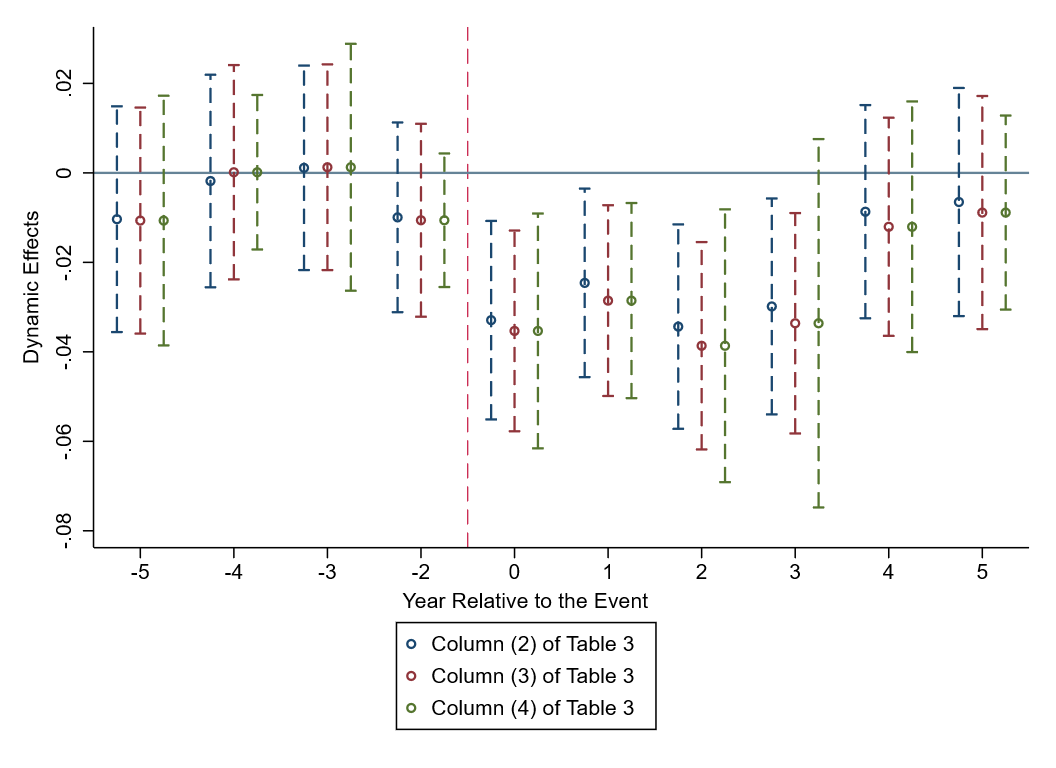 .02
0
-.02
-.04
-.06
-.08
Dynamic Effects
-5 -4 -3 -2 0 1 2 3 4 5
Year Relative to the Event
Column (2) of Table 3
Column (3) of Table 3
Column (4) of Table 3